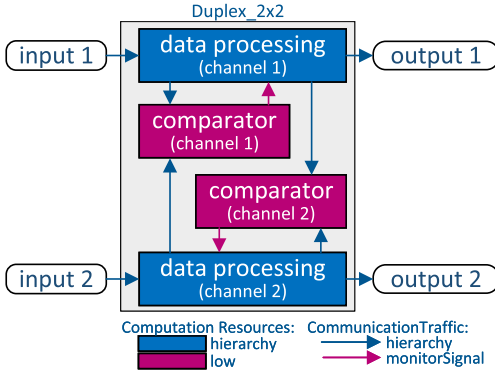 Duplex_2x2
input 1
data processing
(channel 1)
output 1
comparator
(channel 1)
comparator
(channel 2)
input 2
data processing
(channel 2)
output 2
Computation Resources:
hierarchy
low
CommunicationTraffic:
hierarchy
monitorSignal